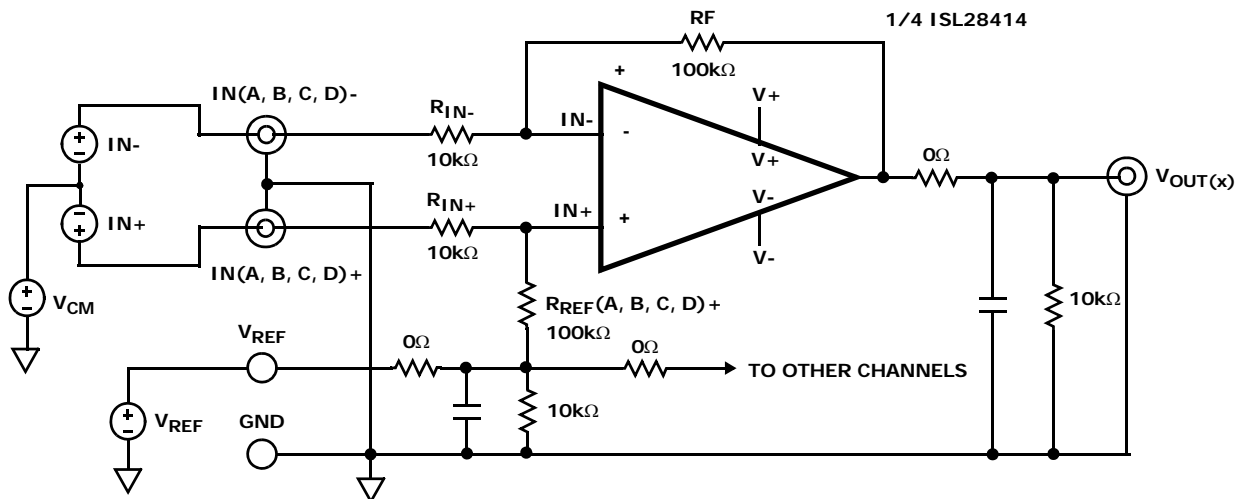 1/4 ISL28414
RF
100kΩ
+
IN(A, B, C, D)-
V+
RIN-
IN-
-
IN-
+
-
10kΩ
V+
0Ω
VOUT(x)
RIN+
IN+
V-
+
-
IN+
+
10kΩ
IN(A, B, C, D)+
V-
10kΩ
+
-
VCM
RREF(A, B, C, D)+
100kΩ
VREF
0Ω
0Ω
TO OTHER CHANNELS
+
-
VREF
GND
10kΩ